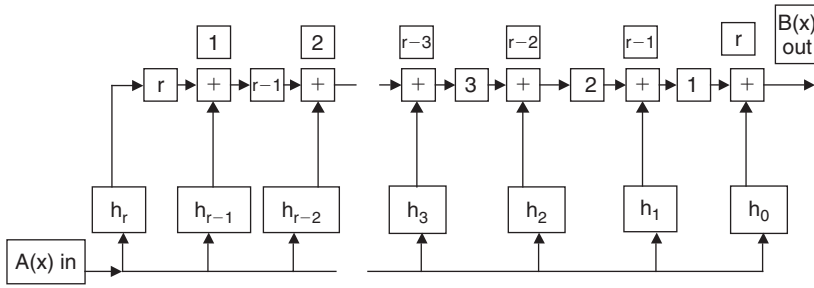 1 2 r−3 r−2 r−1 r B(x) out
r + r−1 + + 3 + 2 + 1 +
h_r h_{r−1} h_{r−2} h_3 h_2 h_1 h_0
A(x) in